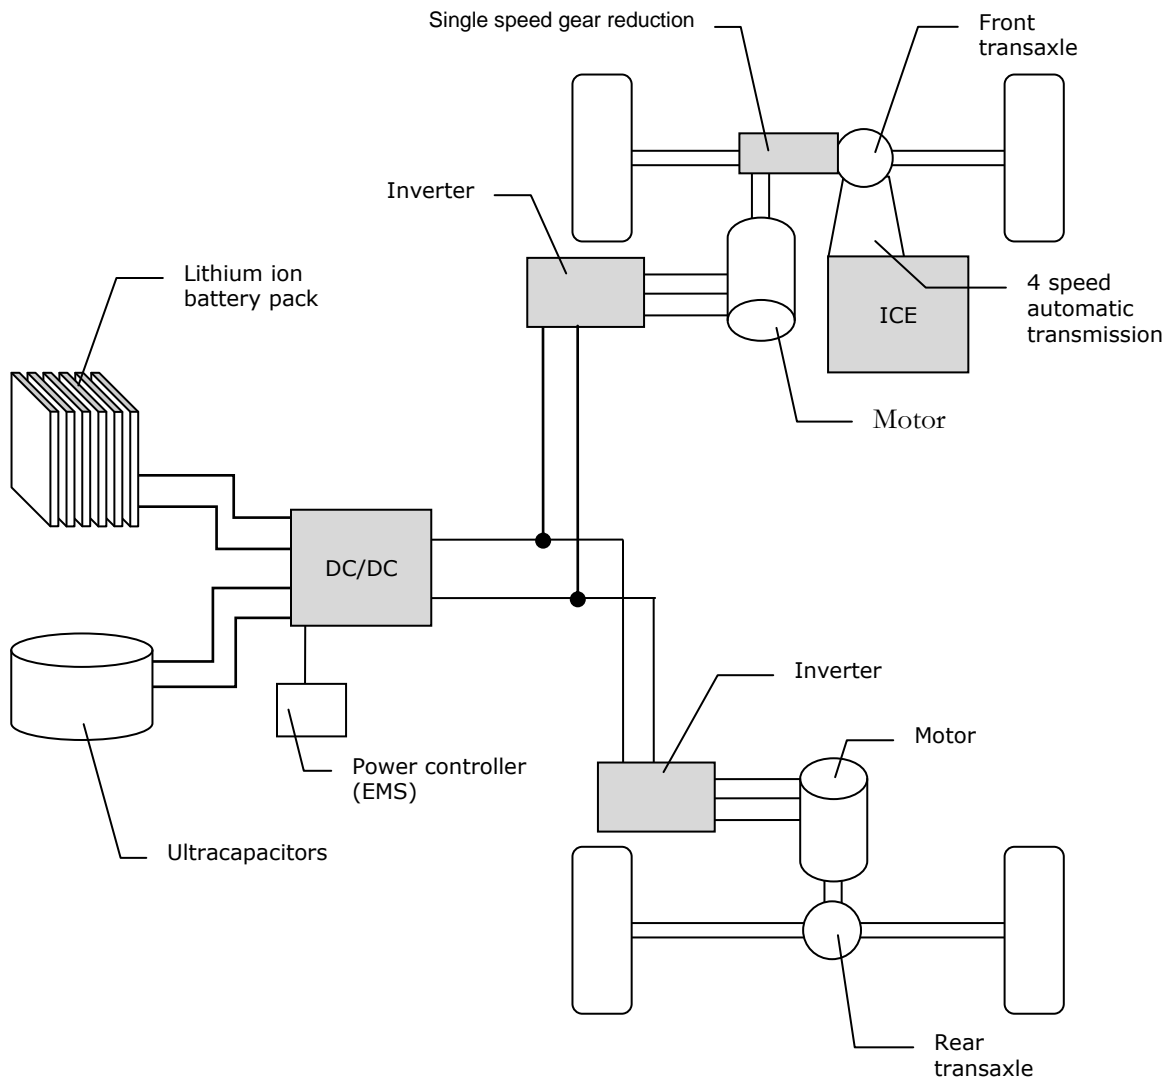 Single speed gear reduction
Front
transaxle
Inverter
Lithium ion
battery pack
4 speed
automatic
transmission
ICE
Motor
DC/DC
Inverter
Motor
Power controller
(EMS)
Ultracapacitors
Rear
transaxle